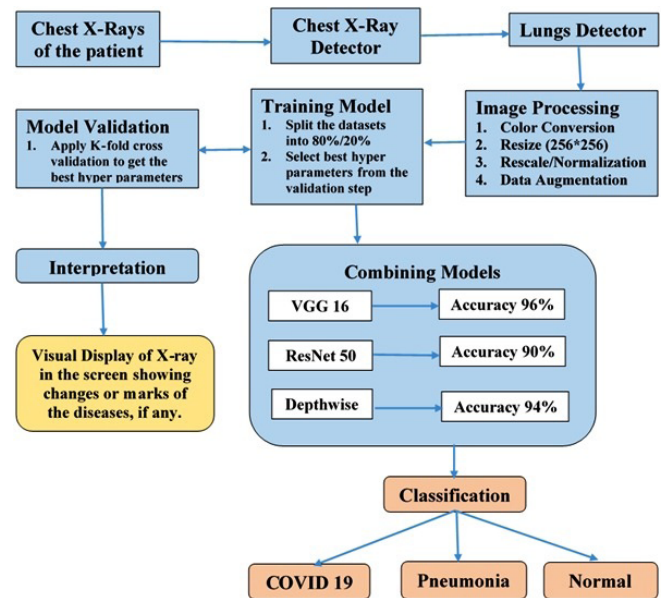 Chest X-Rays
of the patient
Chest X-Ray
Detector
Lungs Detector
Model Validation
1. Apply K-fold cross
validation to get the
best hyper parameters
Training Model
1. Split the datasets
into 80%/20%
2. Select best hyper
parameters from the
validation step
Image Processing
1. Color Conversion
2. Resize (256*256)
3. Rescale/Normalization
4. Data Augmentation
Interpretation
Visual Display of X-ray
in the screen showing
changes or marks of
the diseases, if any.
Combining Models
VGG 16
Accuracy 96%
ResNet 50
Accuracy 90%
Depthwise
Accuracy 94%
Classification
COVID 19
Pneumonia
Normal